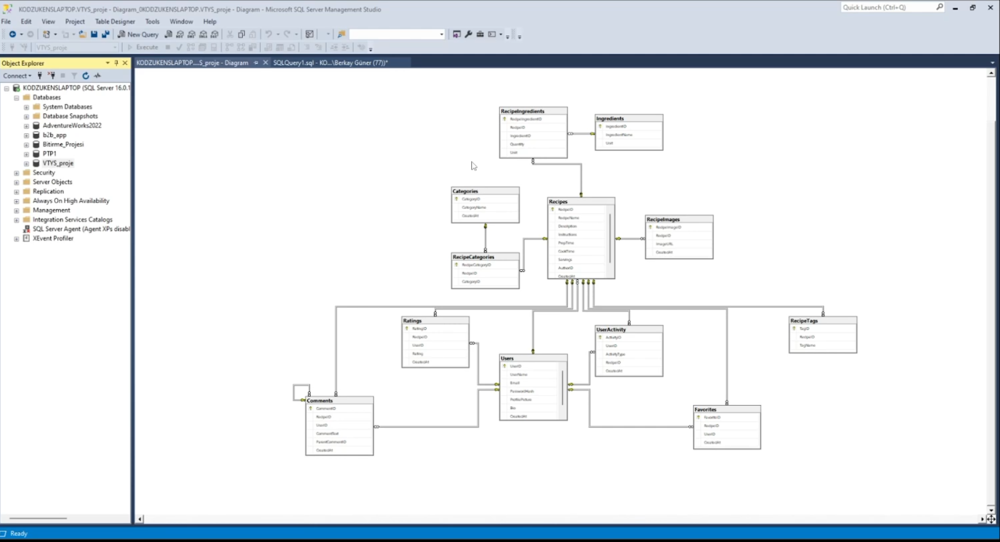 KODZUKENSLAPTOP.VTYS_proje - Diagram_0KODZUKENSLAPTOP.VTYS_proje - Diagram - Microsoft SQL Server Management Studio
Quick Launch (Ctrl+Q)
File Edit View Project Table Designer Tools Window Help
New Query
VTYS_proje Execute
Object Explorer
KODZUKENSLAPTOP....S_proje - Diagram
SQLQuery1.sql - KO...\Berkay Güner (77))*
Connect
KODZUKENSLAPTOP (SQL Server 16.0.1
Databases
System Databases
Database Snapshots
AdventureWorks2022
b2b_app
Bitirme_Projesi
PTP1
VTYS_proje
Security
Server Objects
Replication
Always On High Availability
Management
Integration Services Catalogs
SQL Server Agent (Agent XPs disabl
XEvent Profiler
RecipeIngredients
RecipeIngredientID
RecipeID
IngredientID
Quantity
Unit
Ingredients
IngredientID
IngredientName
Unit
Categories
CategoryID
CategoryName
CreatedAt
Recipes
RecipeID
RecipeName
Description
Instructions
PrepTime
CookTime
Servings
AuthorID
CreatedAt
RecipeImages
RecipeImageID
RecipeID
ImageURL
CreatedAt
RecipeCategories
RecipeCategoryID
RecipeID
CategoryID
Ratings
RatingID
RecipeID
UserID
Rating
CreatedAt
UserActivity
ActivityID
UserID
ActivityType
RecipeID
CreatedAt
RecipeTags
TagID
RecipeID
TagName
Users
UserID
UserName
Email
PasswordHash
ProfilePicture
Bio
CreatedAt
Comments
CommentID
RecipeID
UserID
CommentText
ParentCommentID
CreatedAt
Favorites
FavoriteID
RecipeID
UserID
CreatedAt
Ready